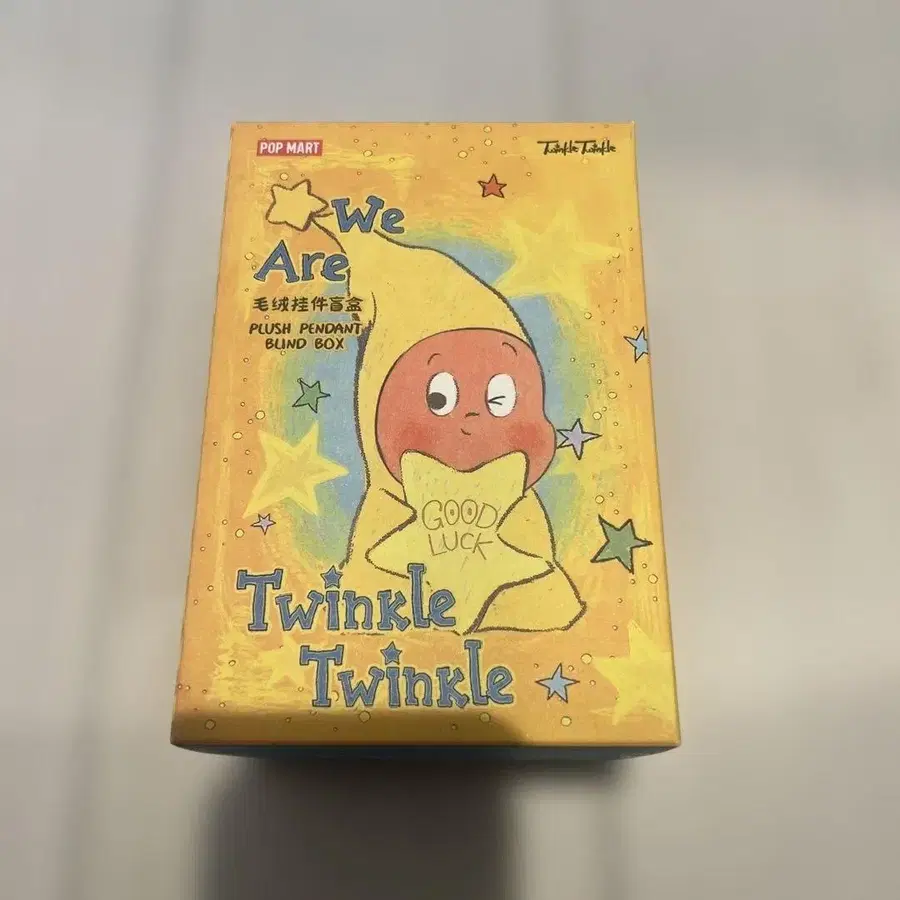 POP MART
Twinkle Twinkle
We
Are
毛绒挂件盲盒
PLUSH PENDANT
BLIND BOX
GOOD
LUCK
Twinkle
Twinkle